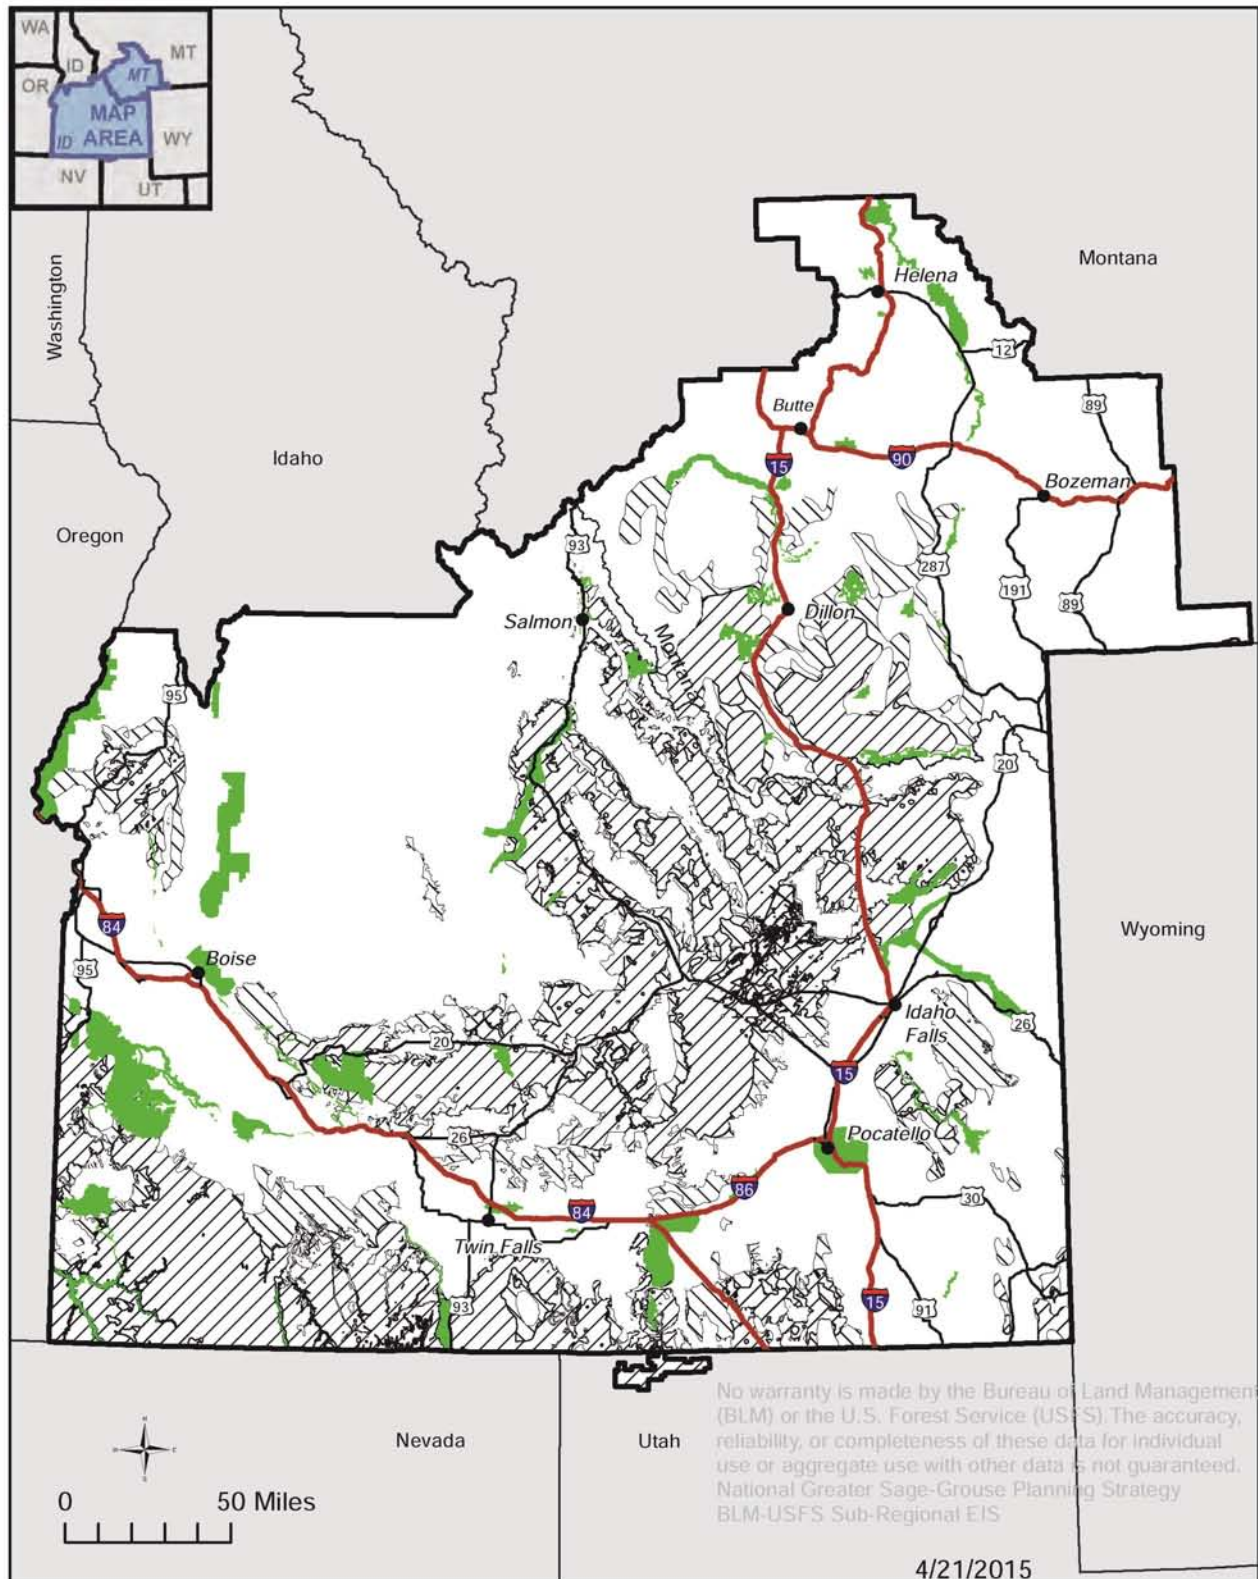 WA
MT
ID
OR
MT
MAP
AREA
ID
WY
NV
UT
Washington
Montana
Helena
12
Butte
89
Idaho
15
90
Bozeman
Oregon
93
287
191
89
Salmon
Dillon
Montana
95
20
84
Wyoming
95
Boise
Idaho
Falls
26
20
15
26
Pocatello
86
30
84
Twin Falls
93
15
91
No warranty is made by the Bureau of Land Management
(BLM) or the U.S. Forest Service (USFS). The accuracy,
reliability, or completeness of these data for individual
use or aggregate use with other data is not guaranteed.
National Greater Sage-Grouse Planning Strategy
BLM-USFS Sub-Regional EIS
Nevada
Utah
N
W E
S
0 50 Miles
4/21/2015